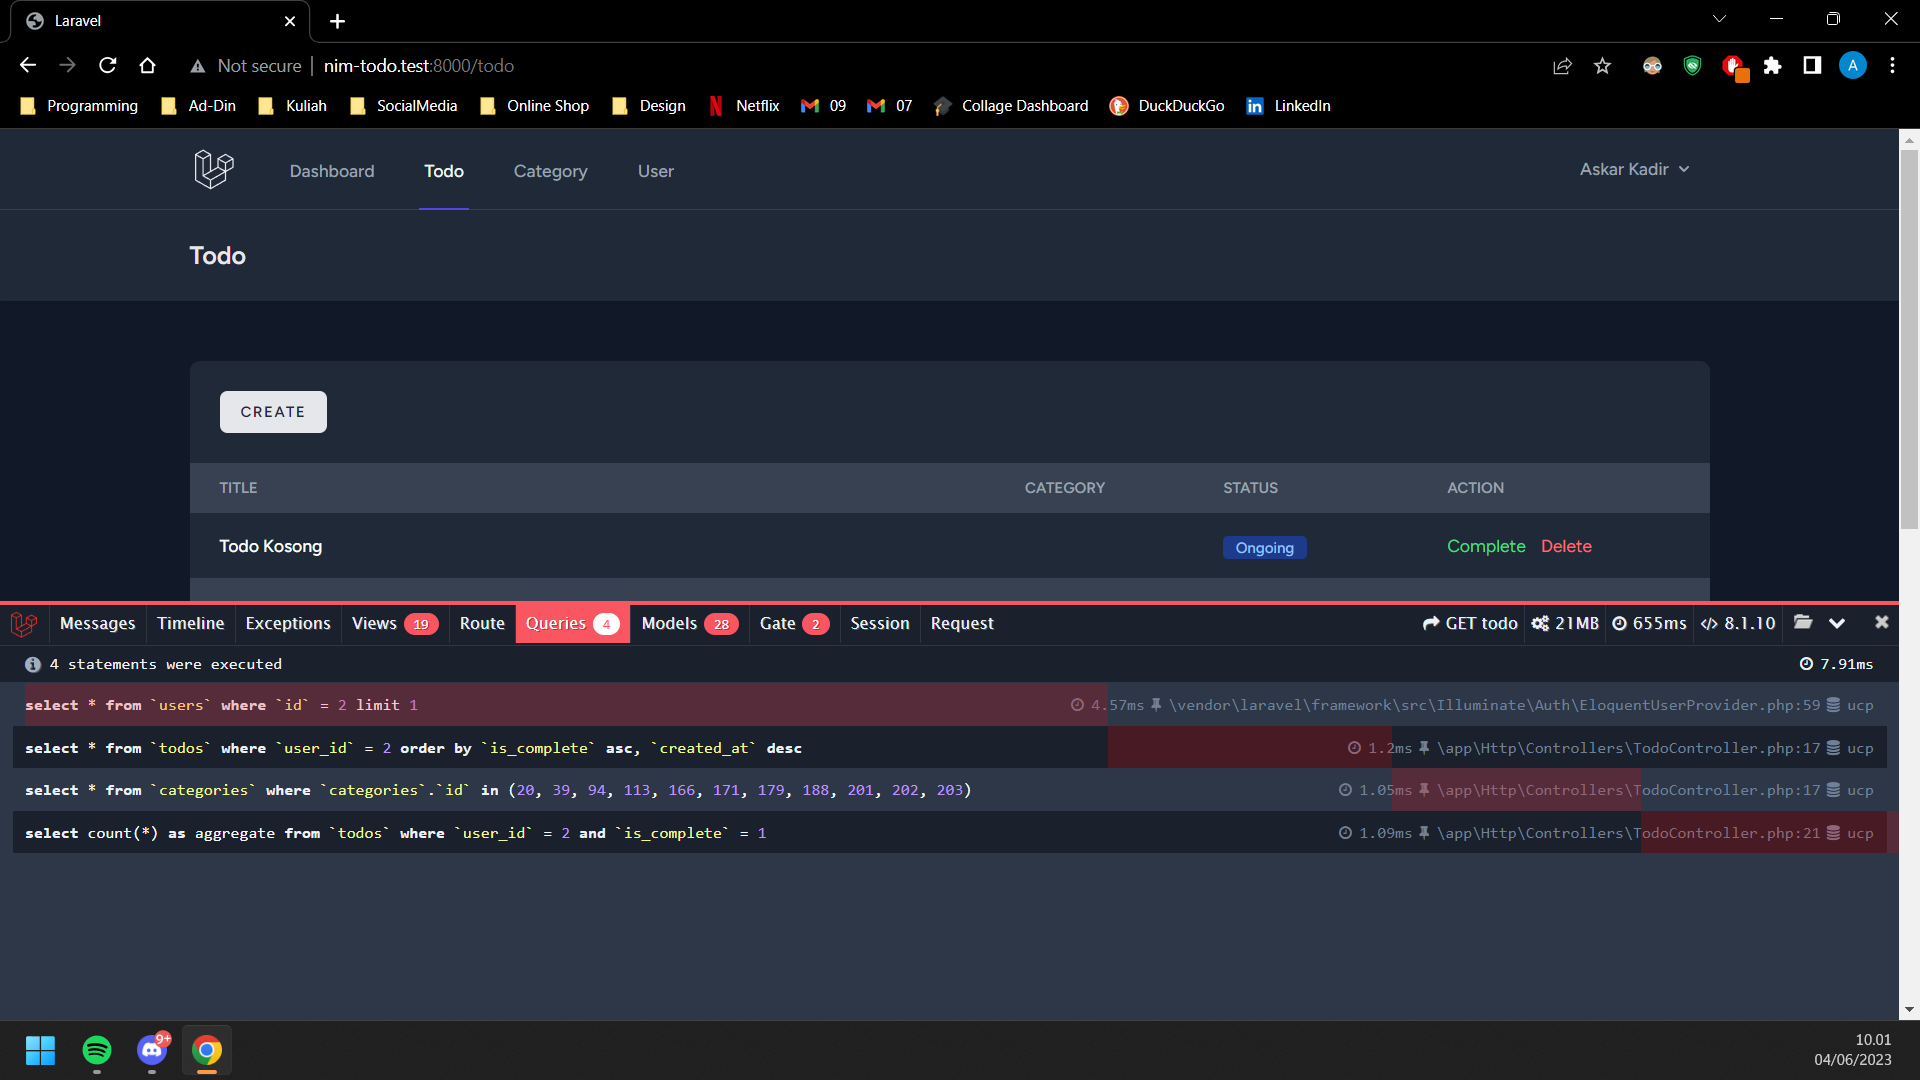 Laravel
Not secure nim-todo.test:8000/todo
A
Programming Ad-Din Kuliah SocialMedia Online Shop Design Netflix 09 07 Collage Dashboard DuckDuckGo LinkedIn
Dashboard Todo Category User Askar Kadir
Todo
CREATE
TITLE CATEGORY STATUS ACTION
Todo Kosong Ongoing Complete Delete
Messages Timeline Exceptions Views 19 Route Queries 4 Models 28 Gate 2 Session Request GET todo 21MB 655ms 8.1.10
4 statements were executed 7.91ms
select * from `users` where `id` = 2 limit 1 4.57ms \vendor\laravel\framework\src\Illuminate\Auth\EloquentUserProvider.php:59 ucp
select * from `todos` where `user_id` = 2 order by `is_complete` asc, `created_at` desc 1.2ms \app\Http\Controllers\TodoController.php:17 ucp
select * from `categories` where `categories`.`id` in (20, 39, 94, 113, 166, 171, 179, 188, 201, 202, 203) 1.05ms \app\Http\Controllers\TodoController.php:17 ucp
select count(*) as aggregate from `todos` where `user_id` = 2 and `is_complete` = 1 1.09ms \app\Http\Controllers\TodoController.php:21 ucp
9+
10.01
04/06/2023